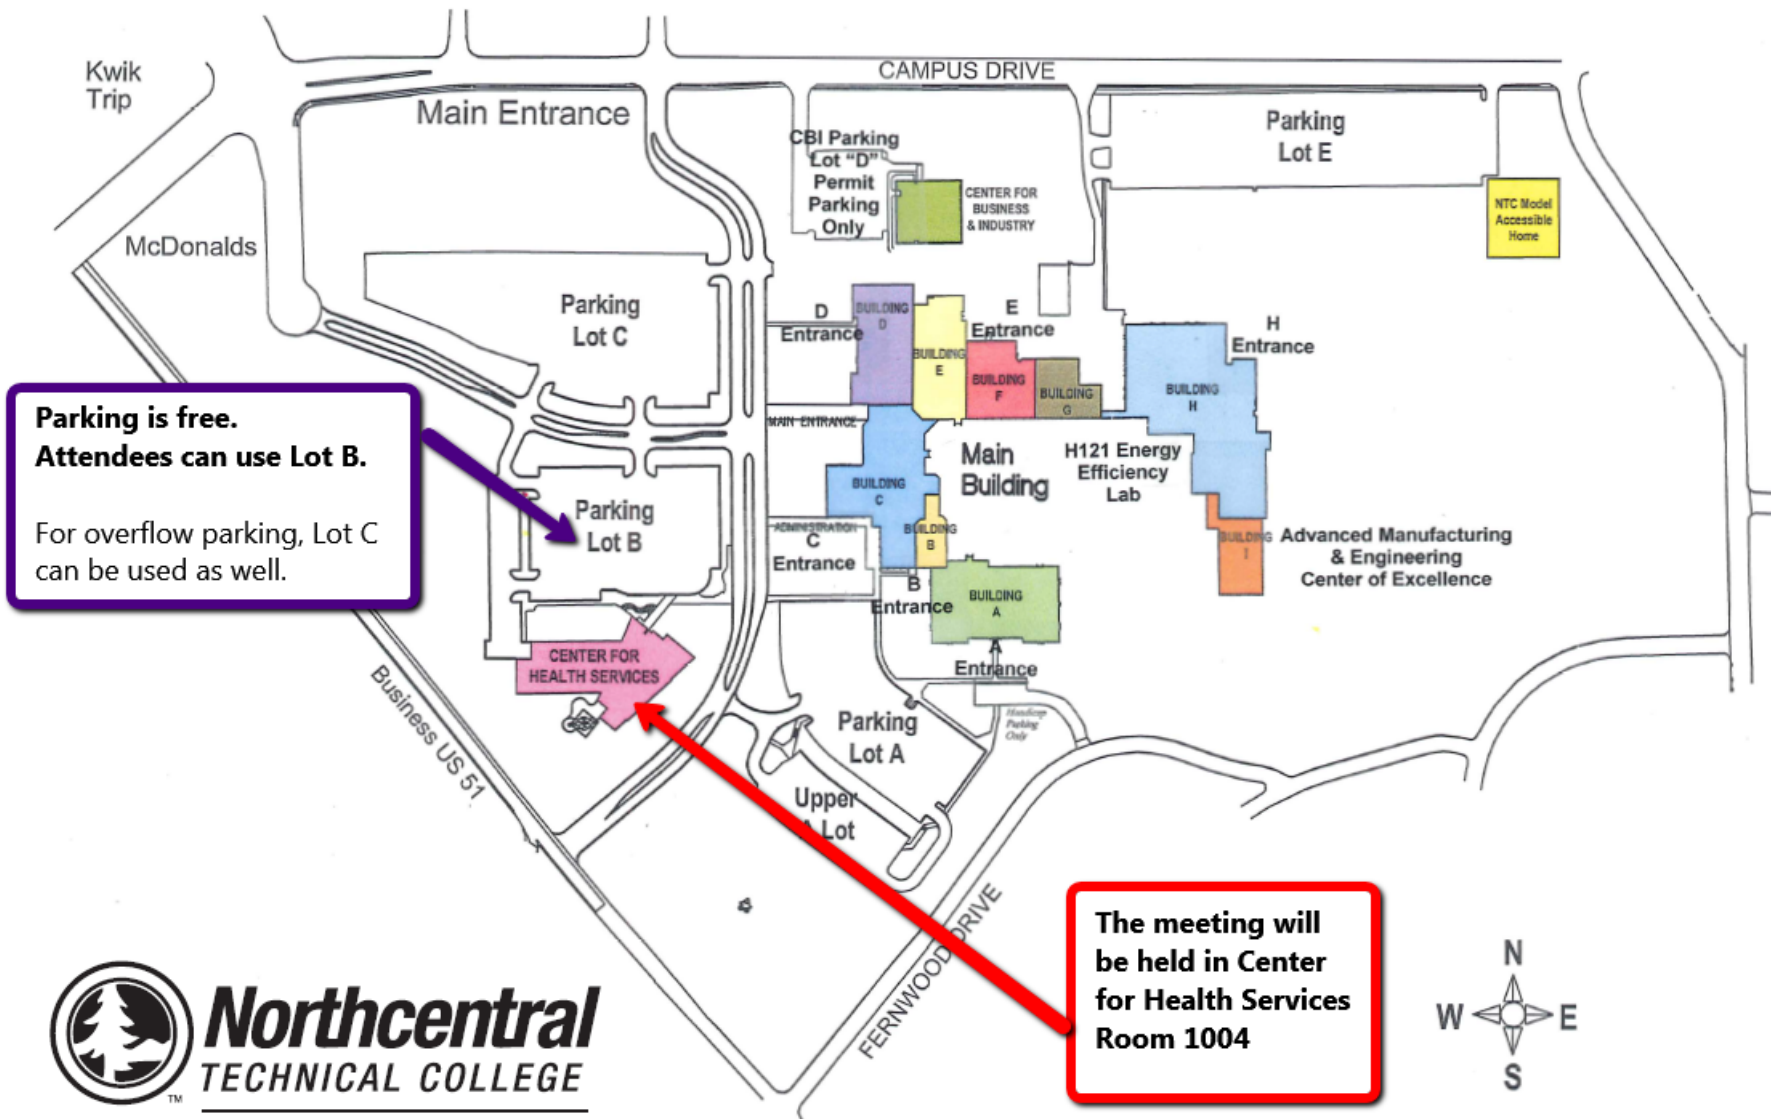 Kwik
Trip
CAMPUS DRIVE
Main Entrance
Parking
Lot E
CBI Parking
Lot "D"
Permit
Parking
Only
CENTER FOR
BUSINESS
& INDUSTRY
NTC Model
Accessible
Home
McDonalds
Parking
Lot C
D
Entrance
BUILDING
D
E
Entrance
BUILDING
E
BUILDING
F
BUILDING
G
H
Entrance
BUILDING
H
Parking is free.
Attendees can use Lot B.
For overflow parking, Lot C
can be used as well.
MAIN ENTRANCE
Main
Building
H121 Energy
Efficiency
Lab
BUILDING
C
Parking
Lot B
ADMINISTRATION
C
Entrance
BUILDING
B
BUILDING
I
Advanced Manufacturing
& Engineering
Center of Excellence
B
Entrance
BUILDING
A
A
Entrance
CENTER FOR
HEALTH SERVICES
Handicap
Parking
Only
Parking
Lot A
Business US 51
Upper
A Lot
FERNWOOD DRIVE
The meeting will
be held in Center
for Health Services
Room 1004
N
W E
S
Northcentral
TECHNICAL COLLEGE
TM